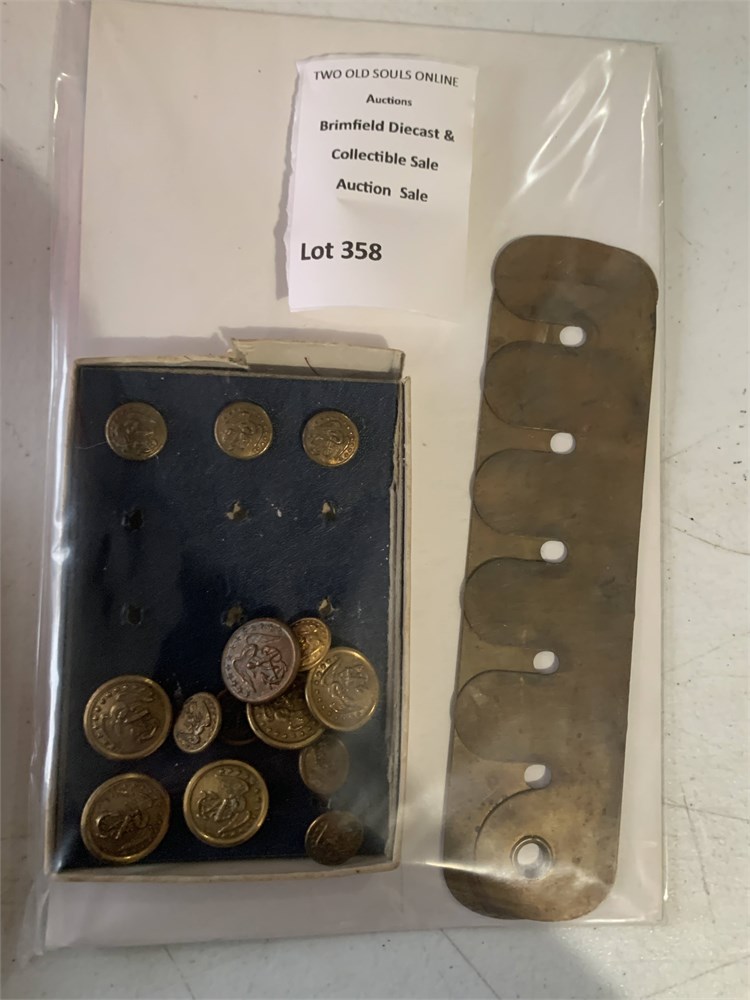 TWO OLD SOULS ONLINE
Auctions
Brimfield Diecast &
Collectible Sale
Auction Sale
Lot 358